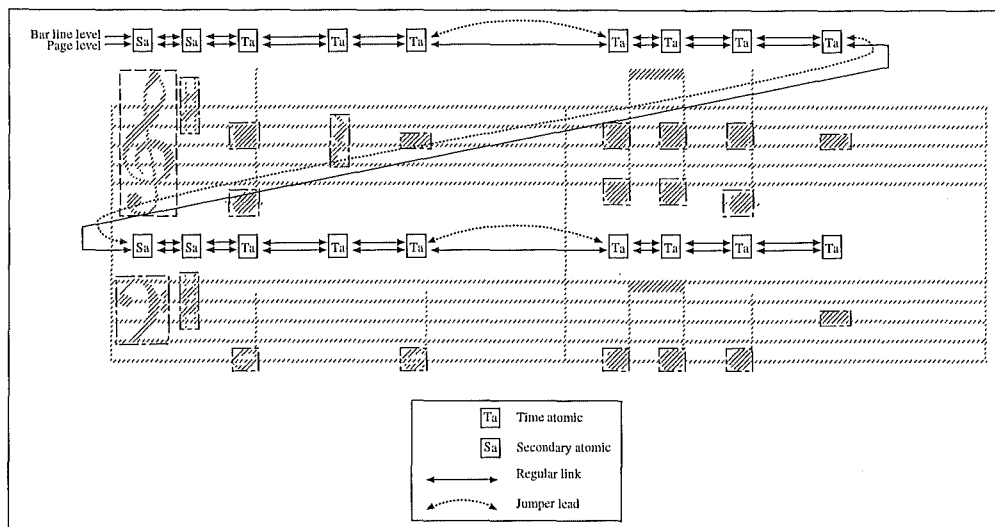 Bar line level
Page level
Sa Sa Ta Ta Ta Ta Ta Ta Ta
Sa Sa Ta Ta Ta Ta Ta Ta Ta
Ta Time atomic
Sa Secondary atomic
Regular link
Jumper lead